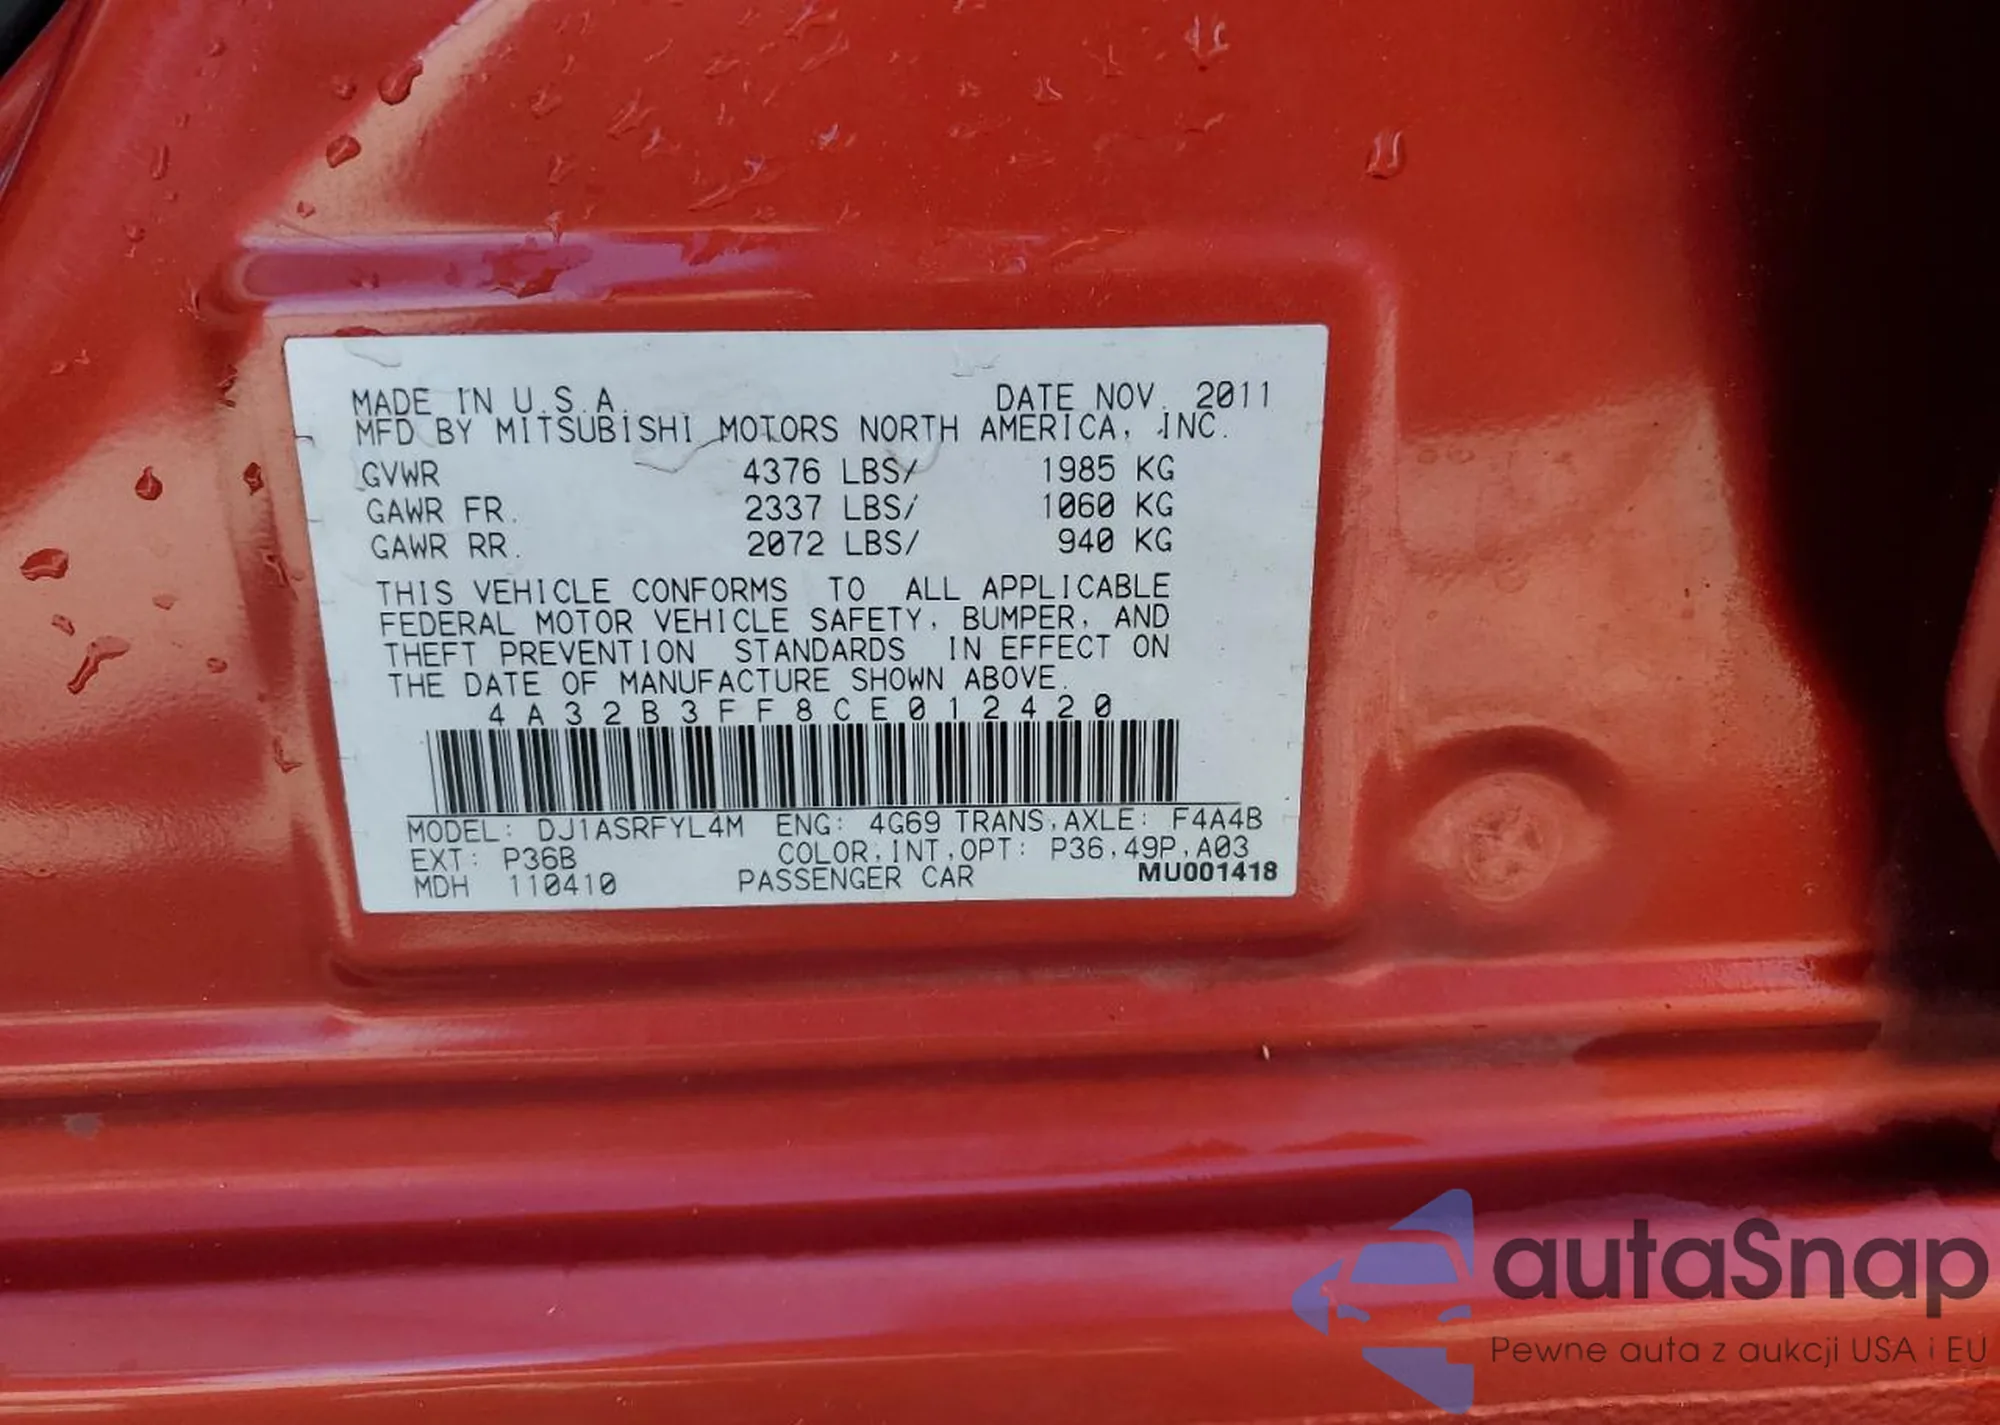 MADE IN U.S.A. DATE NOV. 2011
MFD BY MITSUBISHI MOTORS NORTH AMERICA, INC.
GVWR 4376 LBS/ 1985 KG
GAWR FR. 2337 LBS/ 1060 KG
GAWR RR. 2072 LBS/ 940 KG
THIS VEHICLE CONFORMS TO ALL APPLICABLE
FEDERAL MOTOR VEHICLE SAFETY, BUMPER, AND
THEFT PREVENTION STANDARDS IN EFFECT ON
THE DATE OF MANUFACTURE SHOWN ABOVE.
4A32B3FF8CE012420
MODEL: DJ1ASRFYL4M ENG: 4G69 TRANS,AXLE: F4A4B
EXT: P36B COLOR,INT,OPT: P36,49P,A03
MDH 110410 PASSENGER CAR MU001418
autaSnap
Pewne auta z aukcji USA i EU